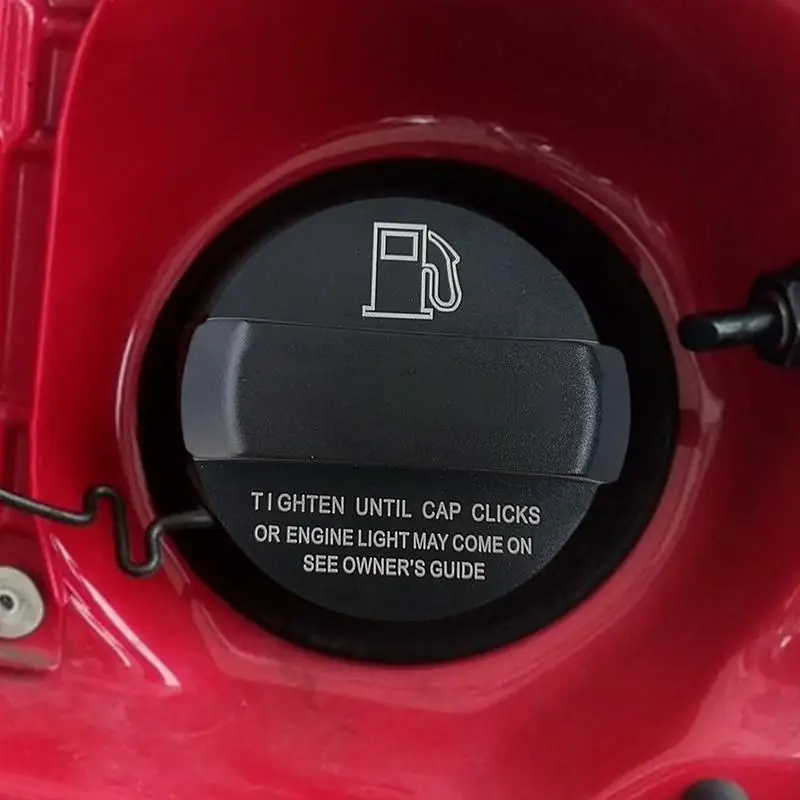 TIGHTEN UNTIL CAP CLICKS
OR ENGINE LIGHT MAY COME ON
SEE OWNER'S GUIDE